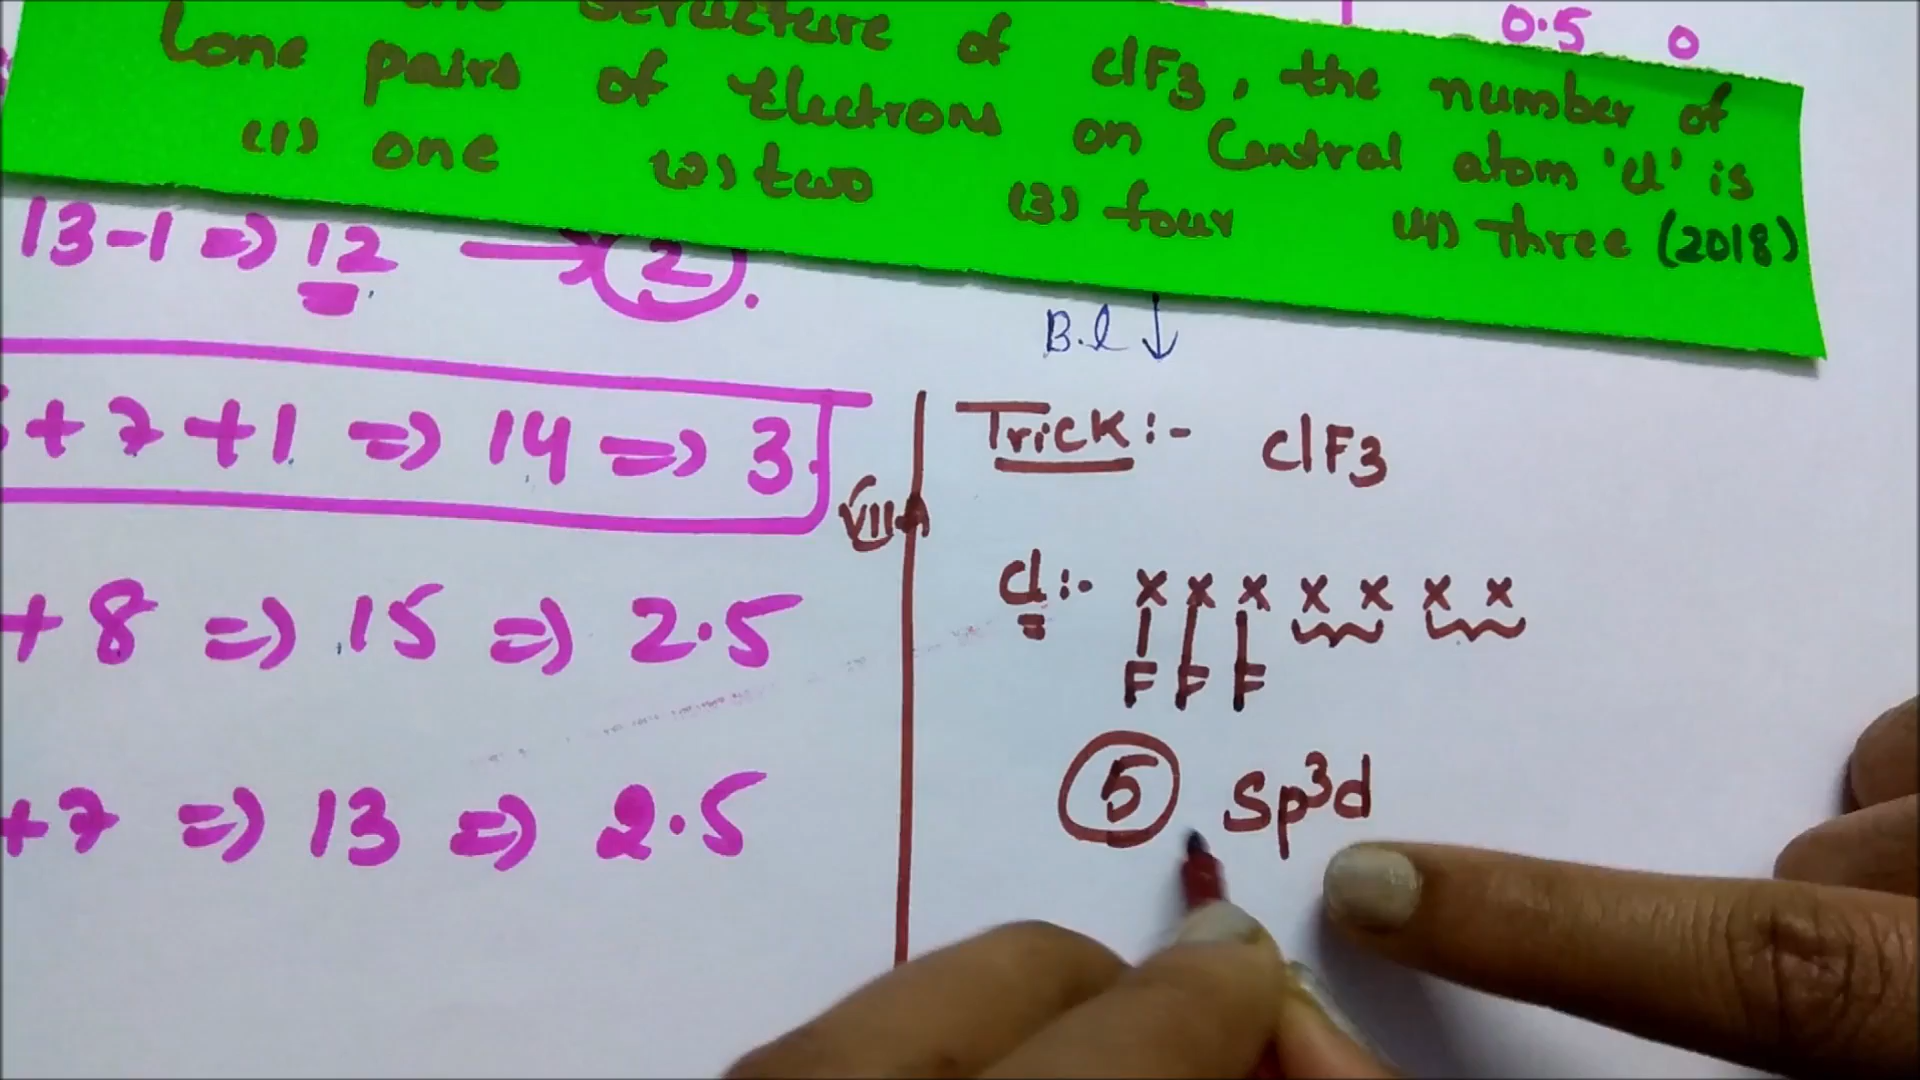 0.5 0
structure of ClF3, the number of
lone pairs of electrons on Central atom 'Cl' is
(1) one (2) two (3) four (4) Three (2018)
13-1 => 12 → 2.
B.l ↓
+ 7 + 1 => 14 => 3.
Trick:- ClF3
VII-A
Cl:- x x x x x x x
F F F
+ 8 => 15 => 2.5
5 Sp³d
+7 => 13 => 2.5